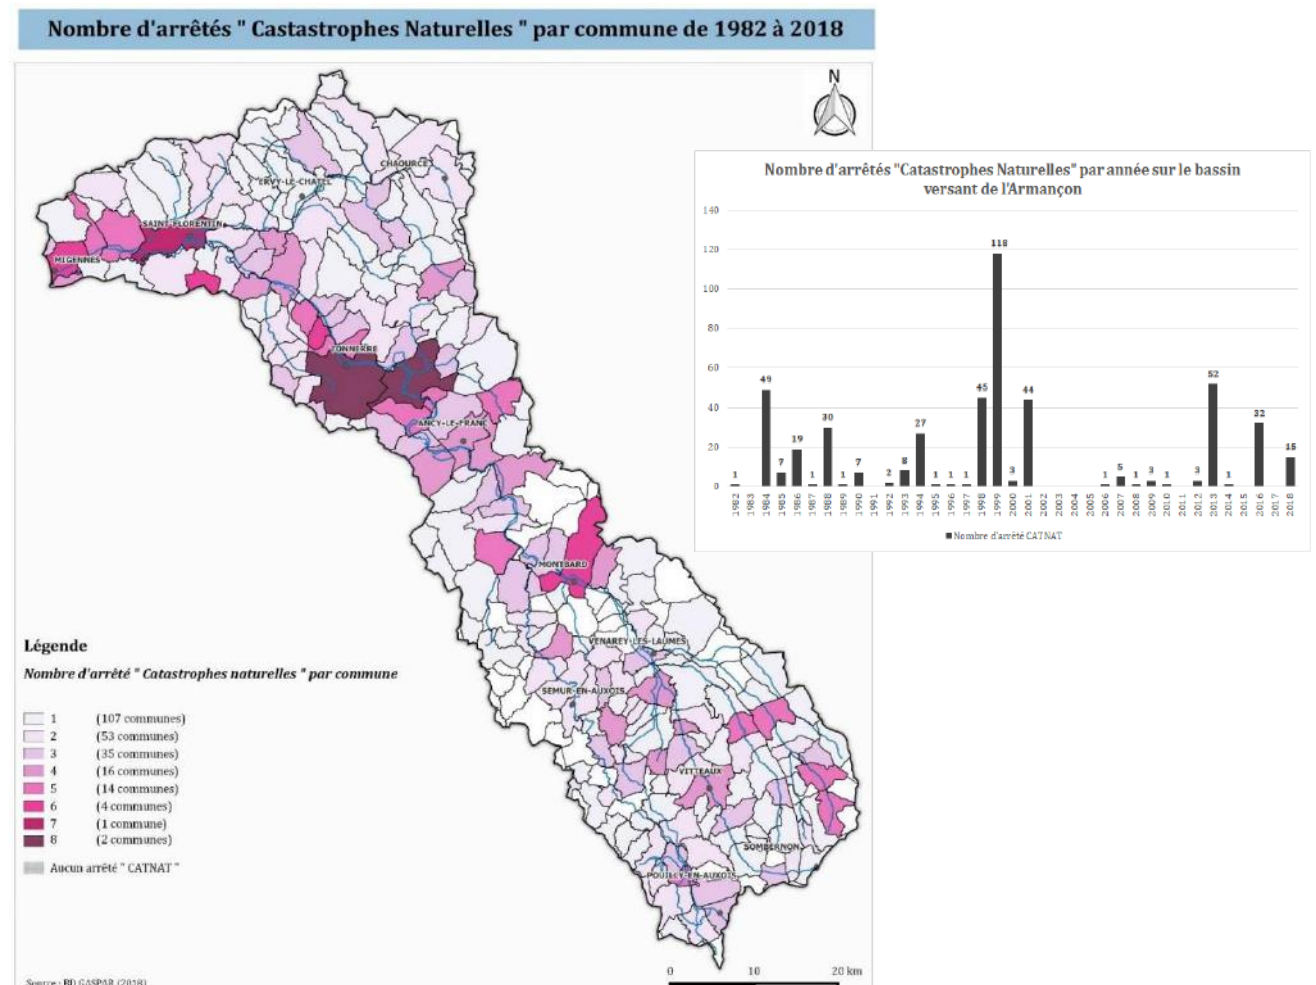 Nombre d'arrêtés " Castastrophes Naturelles " par commune de 1982 à 2018
N
CHAOURCE
ERVY-LE-CHATEL
SAINT-FLORENTIN
MIGENNES
TONNERRE
ANCY-LE-FRANC
MONTBARD
VENAREY-LES-LAUMES
SEMUR-EN-AUXOIS
VITTEAUX
SOMBERNON
POUILLY-EN-AUXOIS
Légende
Nombre d'arrêté " Catastrophes naturelles " par commune
1 (107 communes)
2 (53 communes)
3 (35 communes)
4 (16 communes)
5 (14 communes)
6 (4 communes)
7 (1 commune)
8 (2 communes)
Aucun arrêté " CATNAT "
Source : BD GASPAR (2018)
0 10 20 km
Nombre d'arrêtés "Catastrophes Naturelles" par année sur le bassin
versant de l'Armançon
140
120
100
80
60
40
20
0
1 49 7 19 1 30 1 7 2 8 27 1 1 1 45 118 3 44 1 5 1 3 1 3 52 1 32 15
1982 1983 1984 1985 1986 1987 1988 1989 1990 1991 1992 1993 1994 1995 1996 1997 1998 1999 2000 2001 2002 2003 2004 2005 2006 2007 2008 2009 2010 2011 2012 2013 2014 2015 2016 2017 2018
Nombre d'arrêté CATNAT